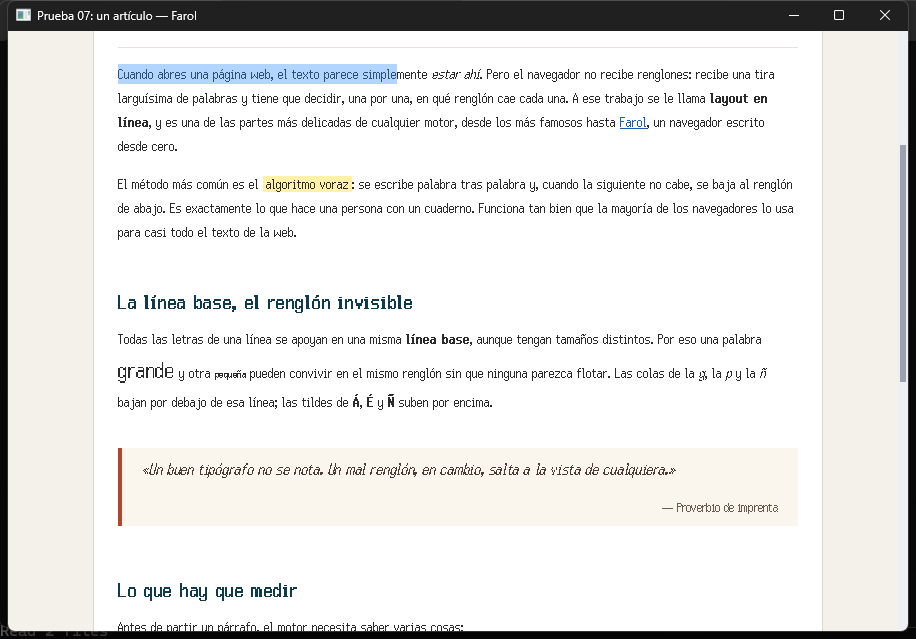 Prueba 07: un artículo — Farol
Cuando abres una página web, el texto parece simplemente estar ahí. Pero el navegador no recibe renglones: recibe una tira
larguísima de palabras y tiene que decidir, una por una, en qué renglón cae cada una. A ese trabajo se le llama layout en
línea, y es una de las partes más delicadas de cualquier motor, desde los más famosos hasta Farol, un navegador escrito
desde cero.
El método más común es el algoritmo voraz: se escribe palabra tras palabra y, cuando la siguiente no cabe, se baja al renglón
de abajo. Es exactamente lo que hace una persona con un cuaderno. Funciona tan bien que la mayoría de los navegadores lo usa
para casi todo el texto de la web.
La línea base, el renglón invisible
Todas las letras de una línea se apoyan en una misma línea base, aunque tengan tamaños distintos. Por eso una palabra
grande y otra pequeña pueden convivir en el mismo renglón sin que ninguna parezca flotar. Las colas de la g, la p y la ñ
bajan por debajo de esa línea; las tildes de Á, É y Ñ suben por encima.
«Un buen tipógrafo no se nota. Un mal renglón, en cambio, salta a la vista de cualquiera.»
— Proverbio de imprenta
Lo que hay que medir
Antes de partir un párrafo, el motor necesita saber varias cosas:
Read 2 files